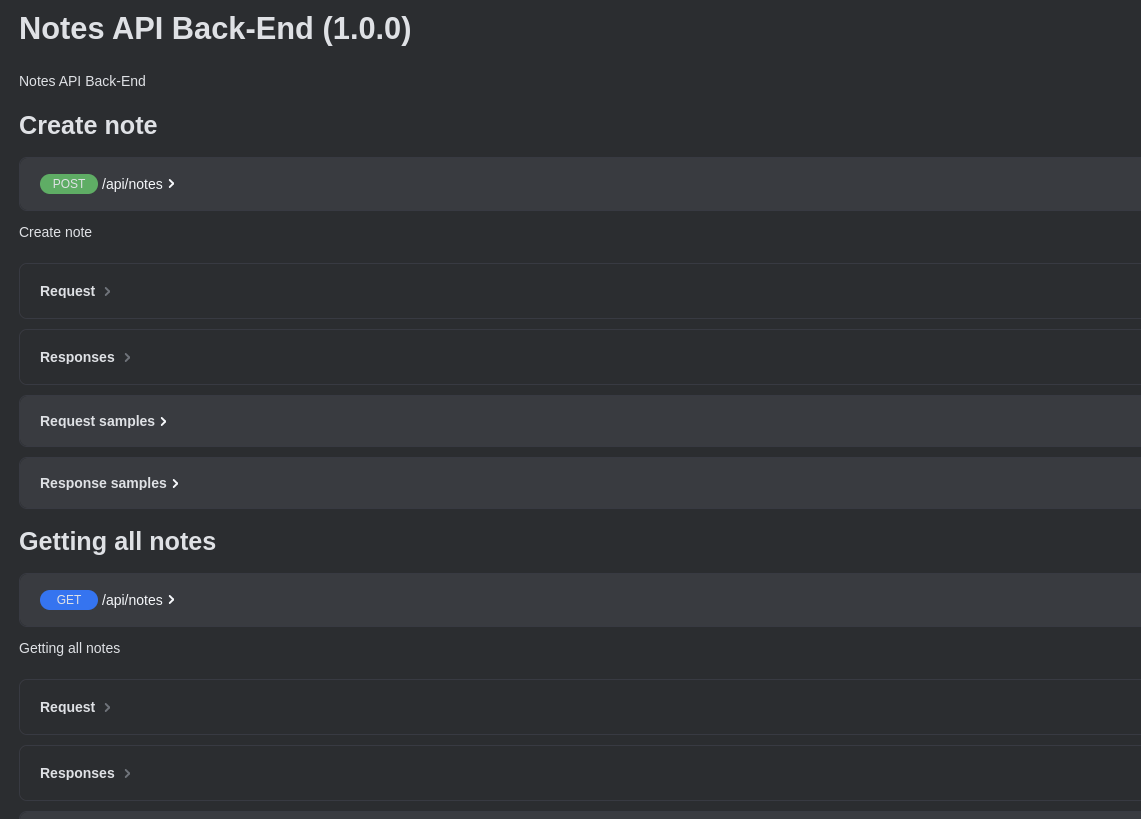 Notes API Back-End (1.0.0)
Notes API Back-End
Create note
POST /api/notes
Create note
Request
Responses
Request samples
Response samples
Getting all notes
GET /api/notes
Getting all notes
Request
Responses